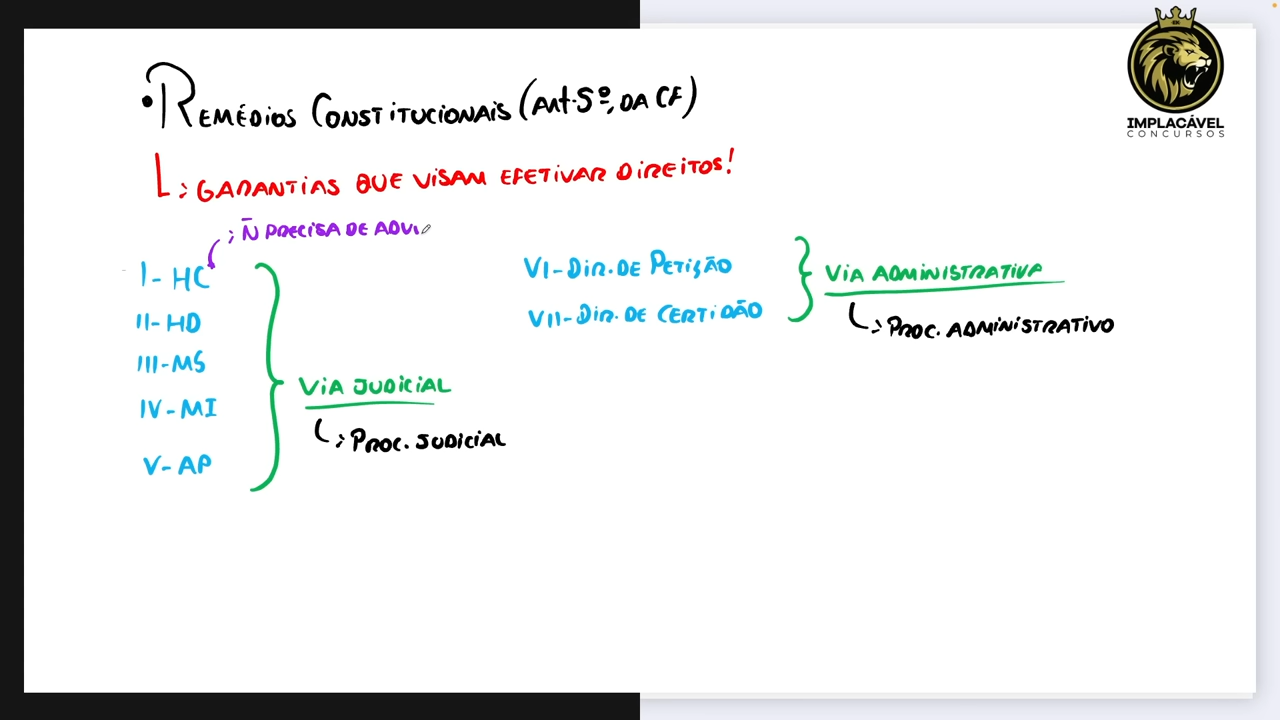 • Remédios Constitucionais (Art. 5º, da CF)
Garantias que visam efetivar direitos!
: Ñ precisa de advi
I - HC
II - HD
III - MS
IV - MI
V - AP
Via judicial
: Proc. judicial
VI - Dir. de Petição
VII - Dir. de Certidão
Via administrativa
: Proc. administrativo
IMPLACÁVEL
CONCURSOS